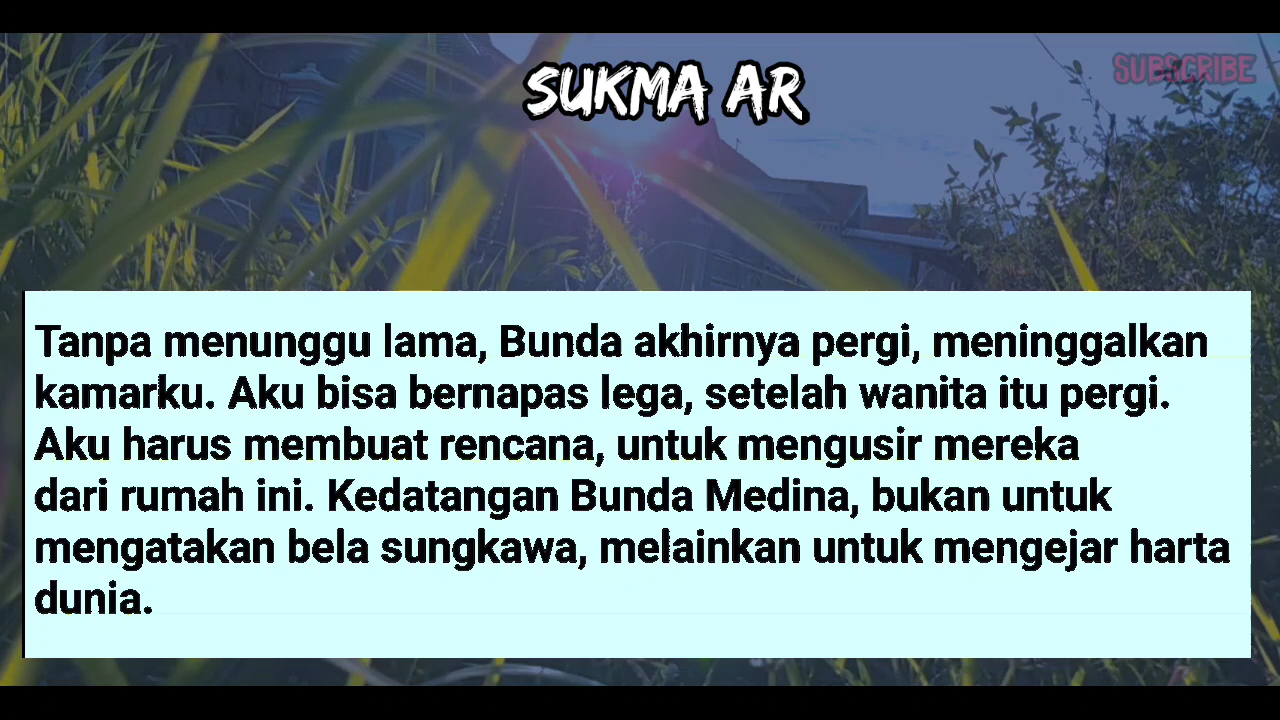 SUKMA AR
SUBSCRIBE
Tanpa menunggu lama, Bunda akhirnya pergi, meninggalkan
kamarku. Aku bisa bernapas lega, setelah wanita itu pergi.
Aku harus membuat rencana, untuk mengusir mereka
dari rumah ini. Kedatangan Bunda Medina, bukan untuk
mengatakan bela sungkawa, melainkan untuk mengejar harta
dunia.